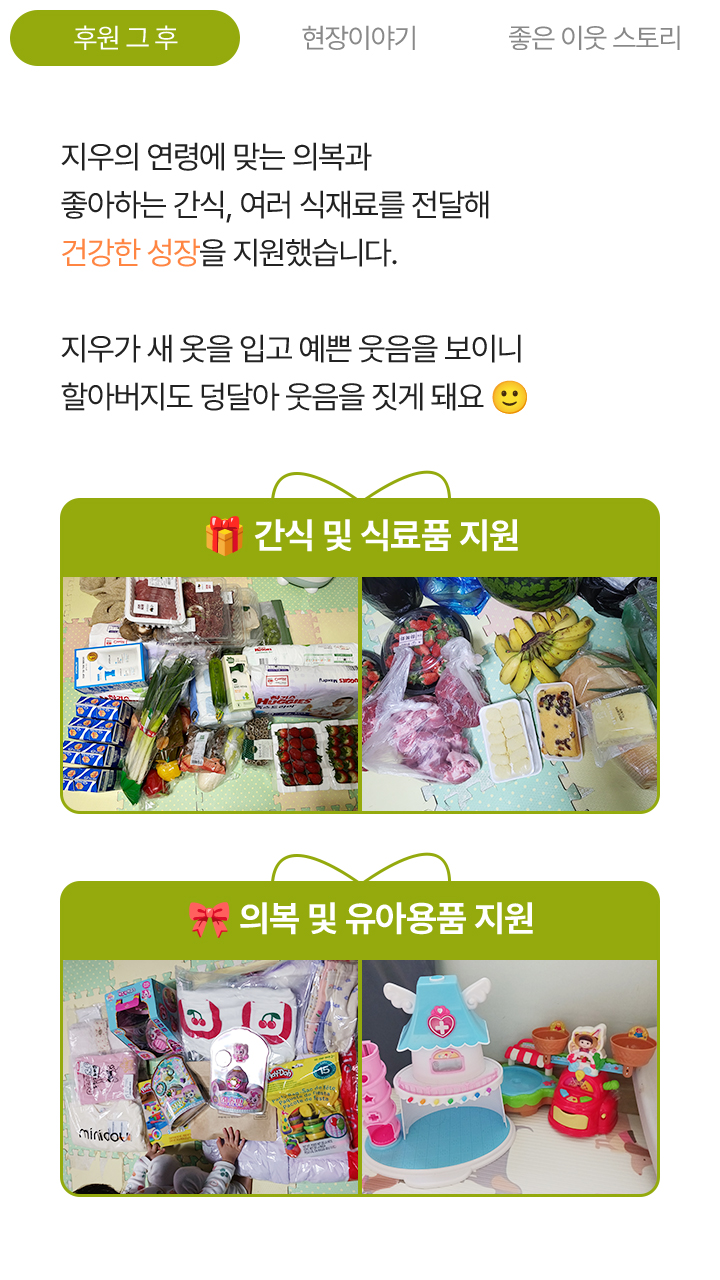 후원 그 후
현장이야기
좋은 이웃 스토리
지우의 연령에 맞는 의복과
좋아하는 간식, 여러 식재료를 전달해
건강한 성장을 지원했습니다.
지우가 새 옷을 입고 예쁜 웃음을 보이니
할아버지도 덩달아 웃음을 짓게 돼요 🙂
🎁 간식 및 식료품 지원
HUGGIES
🎀 의복 및 유아용품 지원
Play-Doh
15
minicou